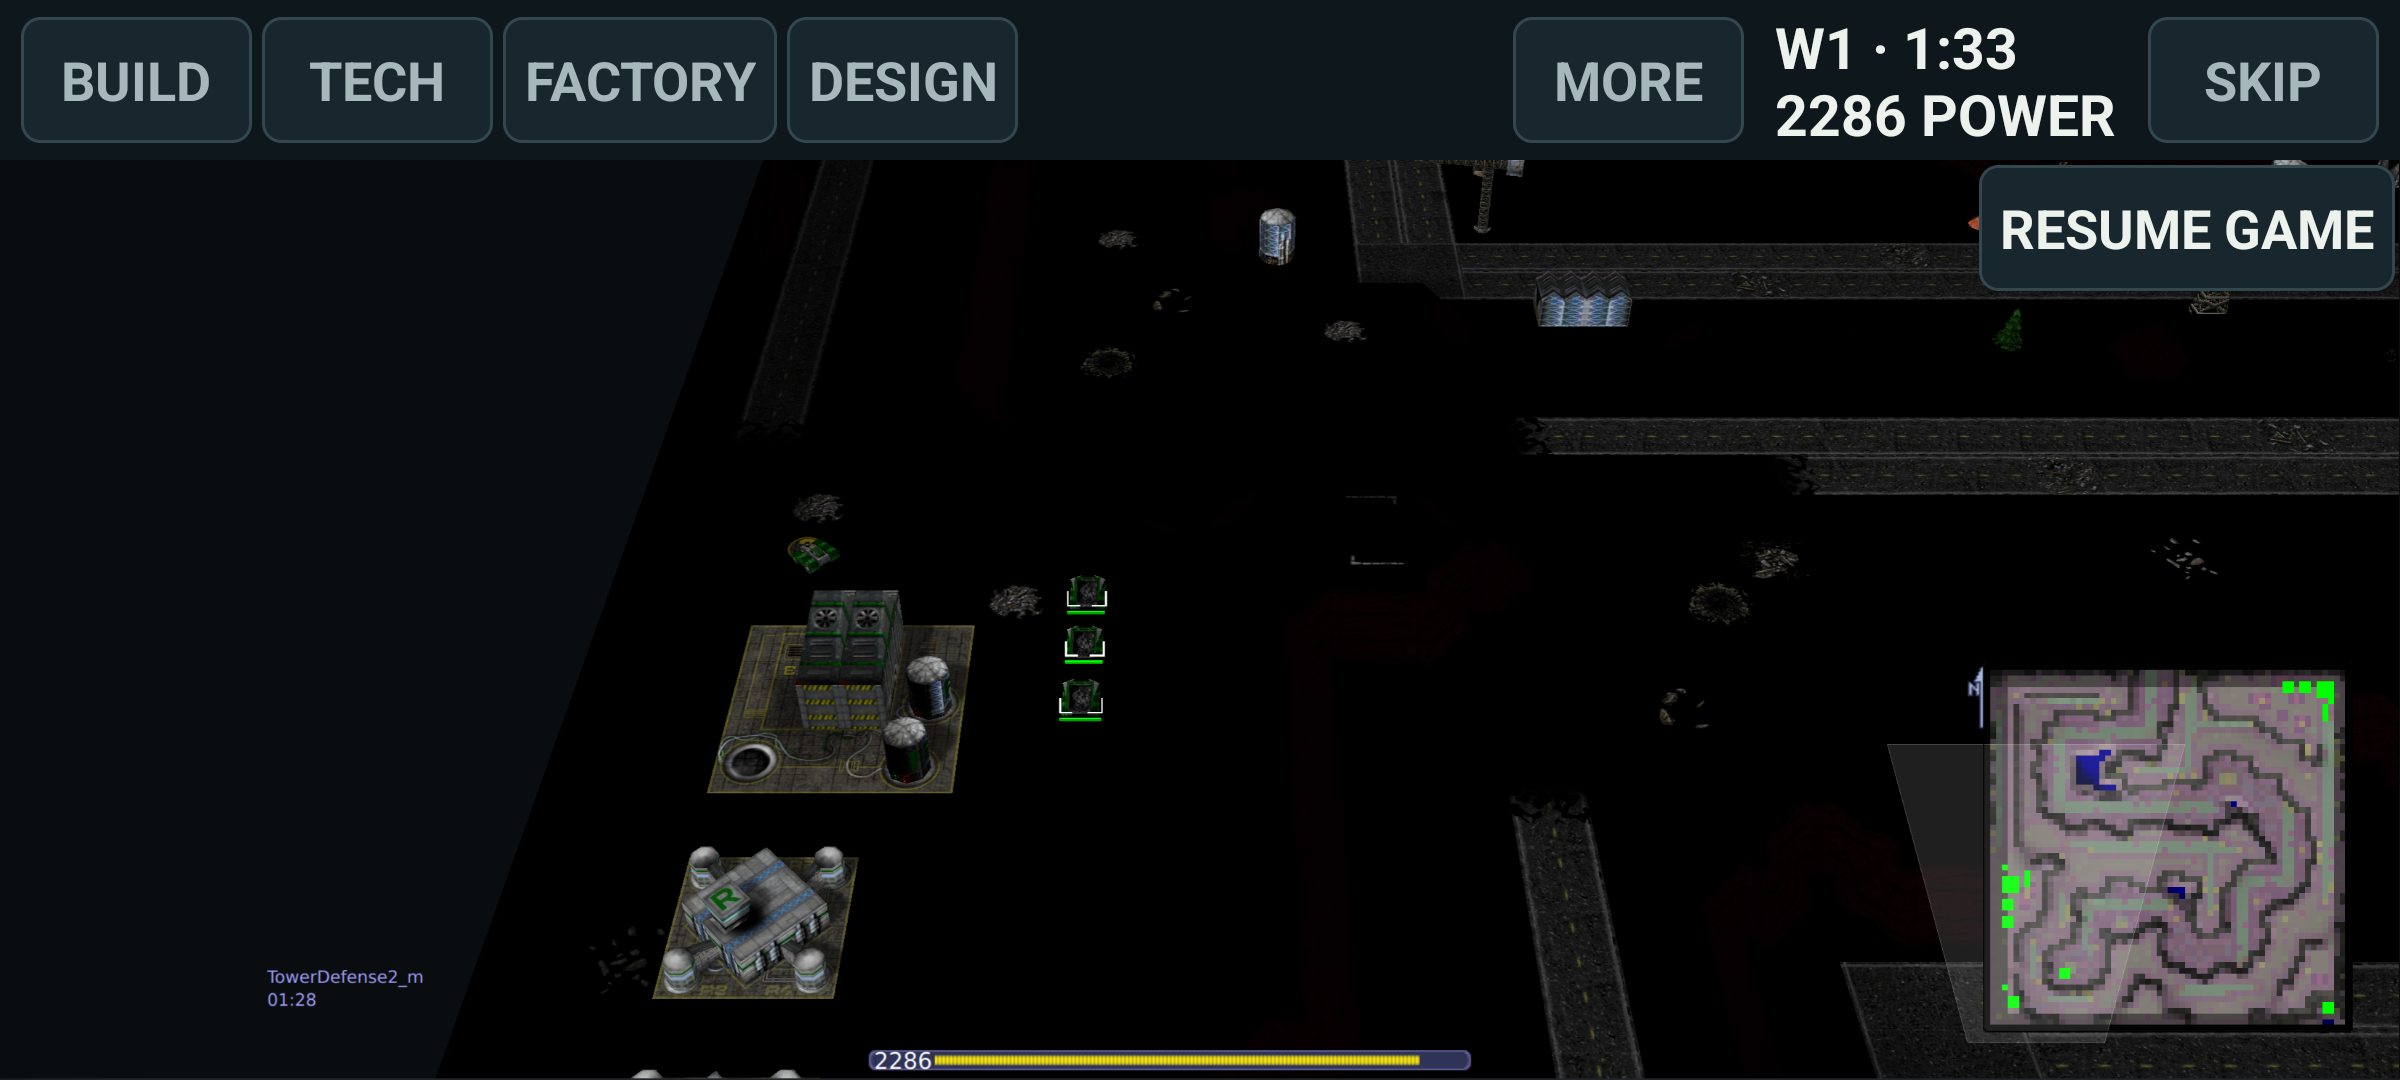 BUILD
TECH
FACTORY
DESIGN
MORE
W1 · 1:33
2286 POWER
SKIP
RESUME GAME
R
N
TowerDefense2_m
01:28
2286